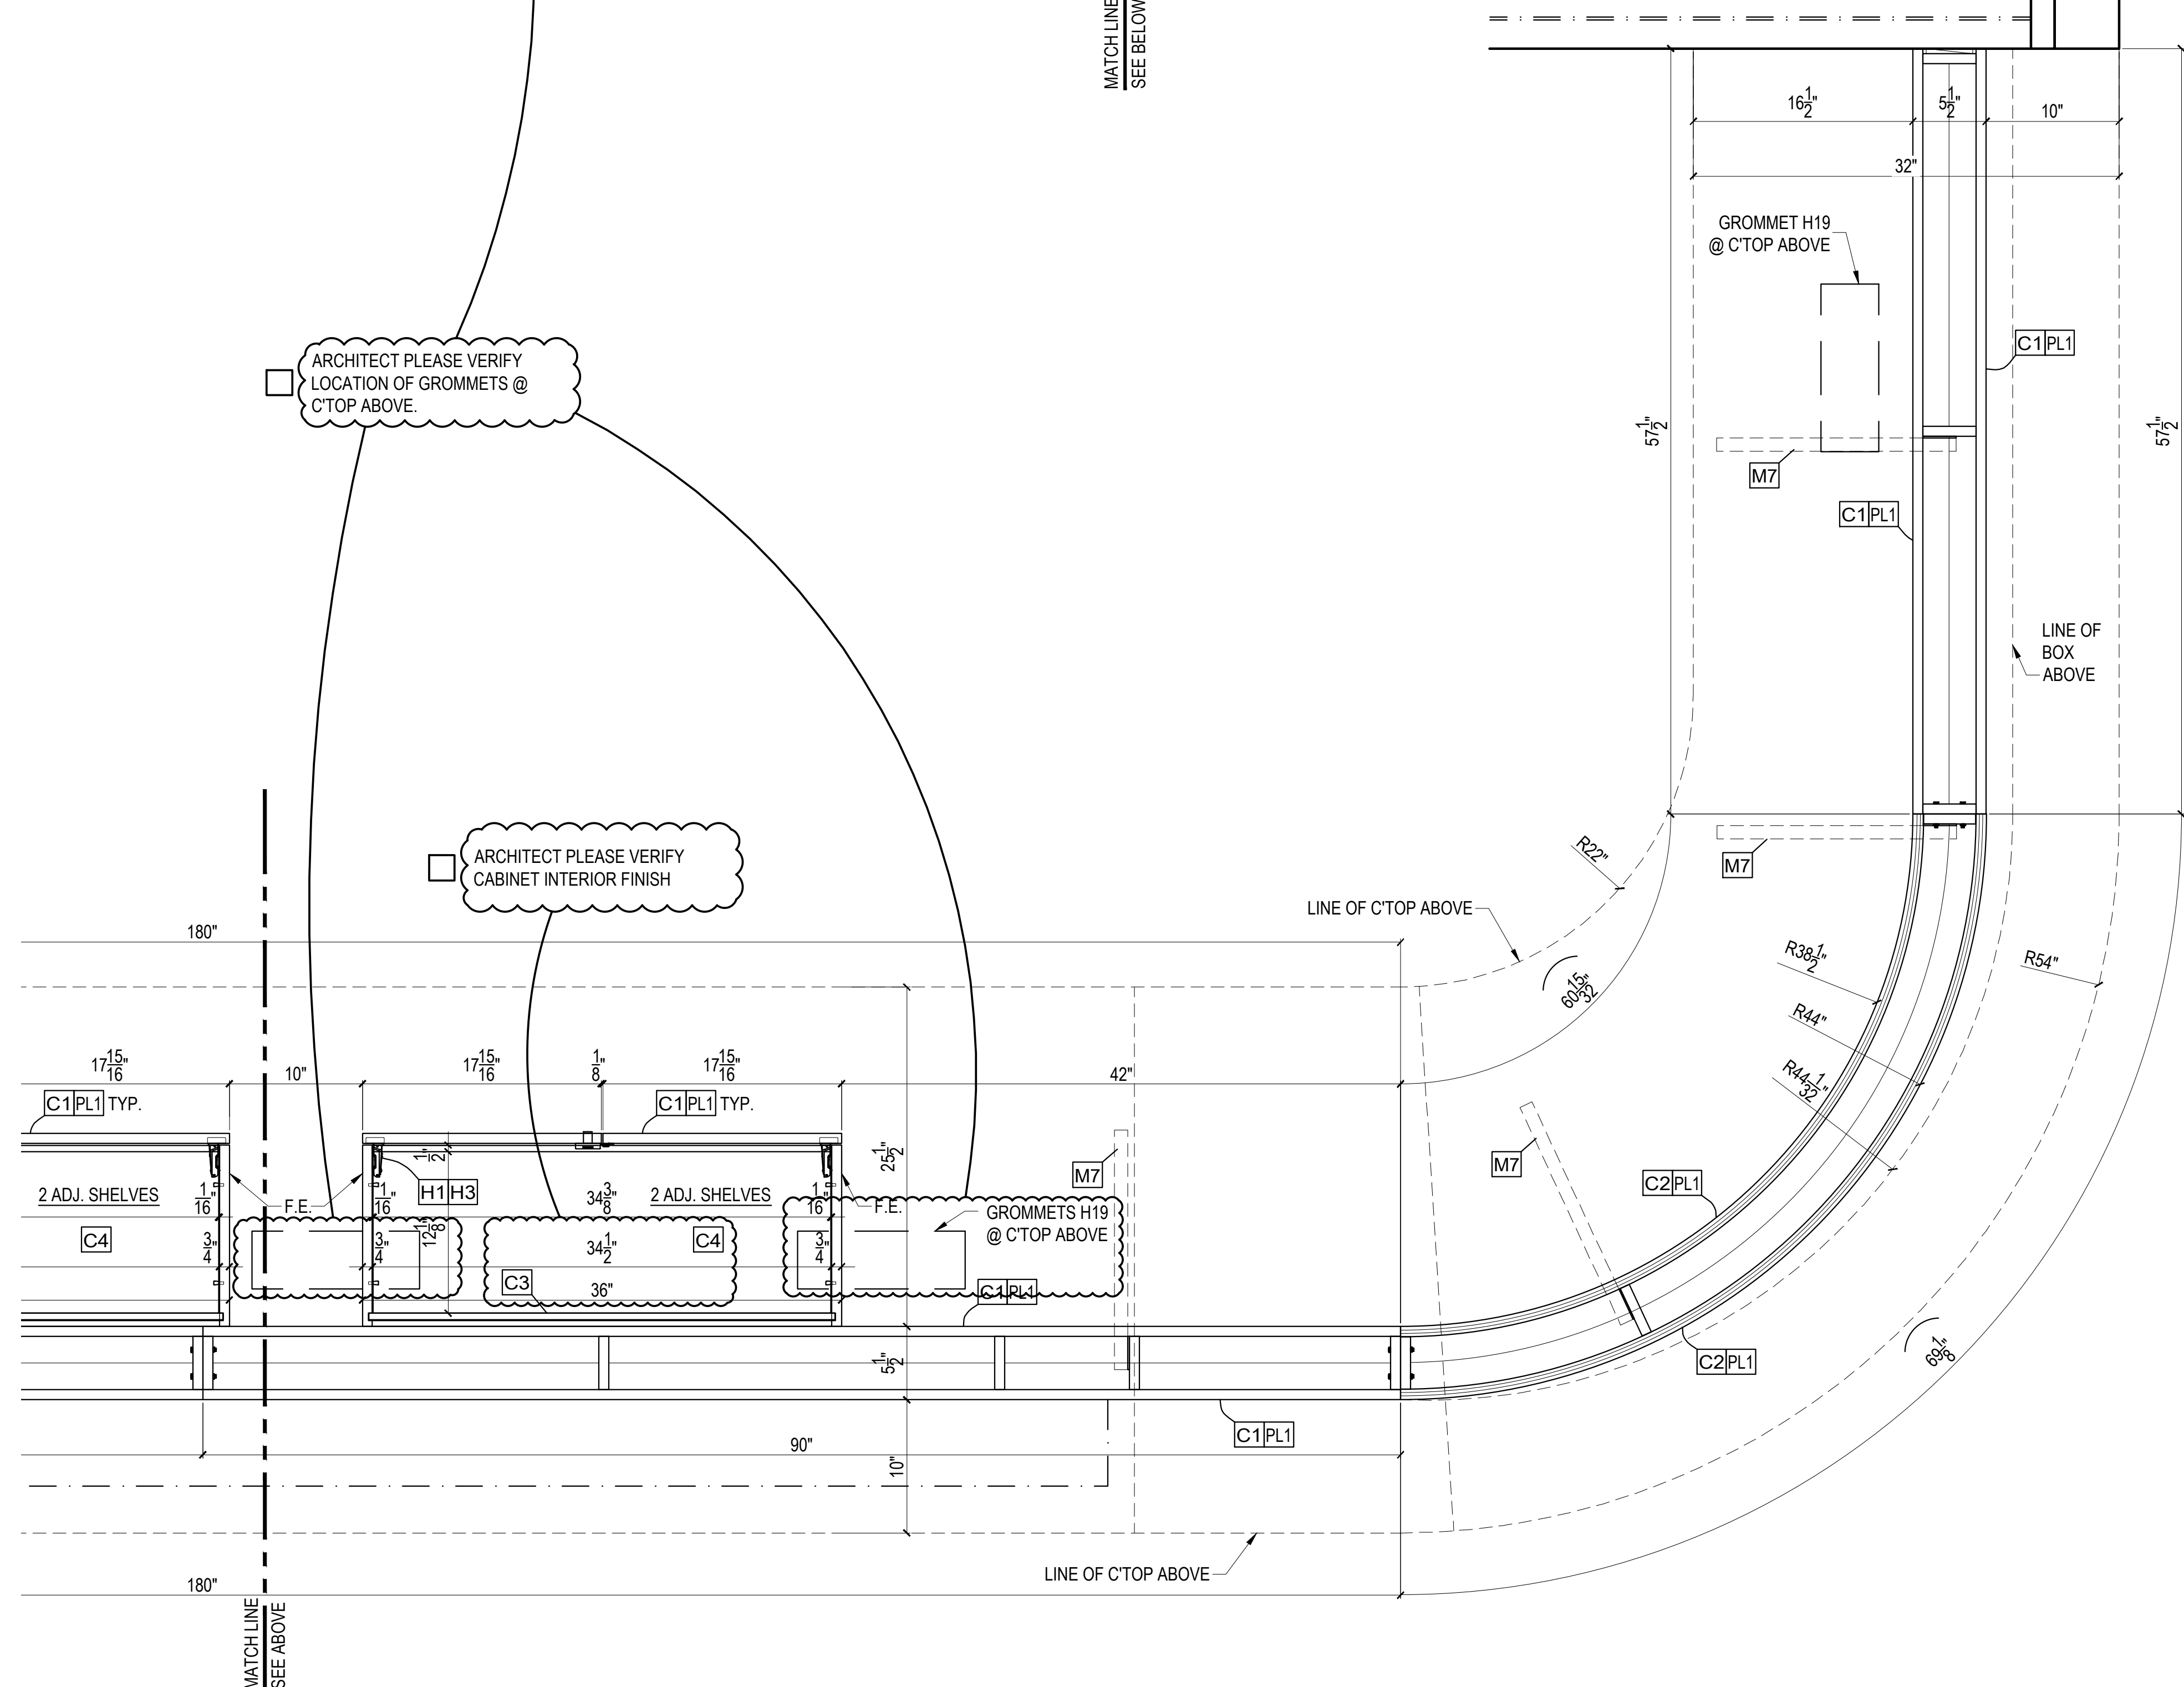 MATCH LINE
SEE BELOW
16 1/2"
5 1/2"
10"
32"
GROMMET H19
@ C'TOP ABOVE
C1 PL1
ARCHITECT PLEASE VERIFY
LOCATION OF GROMMETS @
C'TOP ABOVE.
57 1/2"
57 1/2"
M7
C1 PL1
LINE OF
BOX
ABOVE
ARCHITECT PLEASE VERIFY
CABINET INTERIOR FINISH
R22"
M7
LINE OF C'TOP ABOVE
180"
R38 1/2"
R54"
60 15/32"
R44"
R44 1/32"
17 15/16"
10"
17 15/16"
1/8"
17 15/16"
42"
C1 PL1 TYP.
C1 PL1 TYP.
1/2"
25 1/2"
M7
M7
C2 PL1
2 ADJ. SHELVES
1/16"
F.E.
1/16"
H1 H3
34 3/8"
2 ADJ. SHELVES
1/16"
F.E.
GROMMETS H19
@ C'TOP ABOVE
12 1/8"
C4
3/4"
3/4"
34 1/2"
C4
3/4"
C3
36"
C1 PL1
5 1/2"
C2 PL1
69 1/8"
C1 PL1
90"
10"
LINE OF C'TOP ABOVE
180"
MATCH LINE
SEE ABOVE